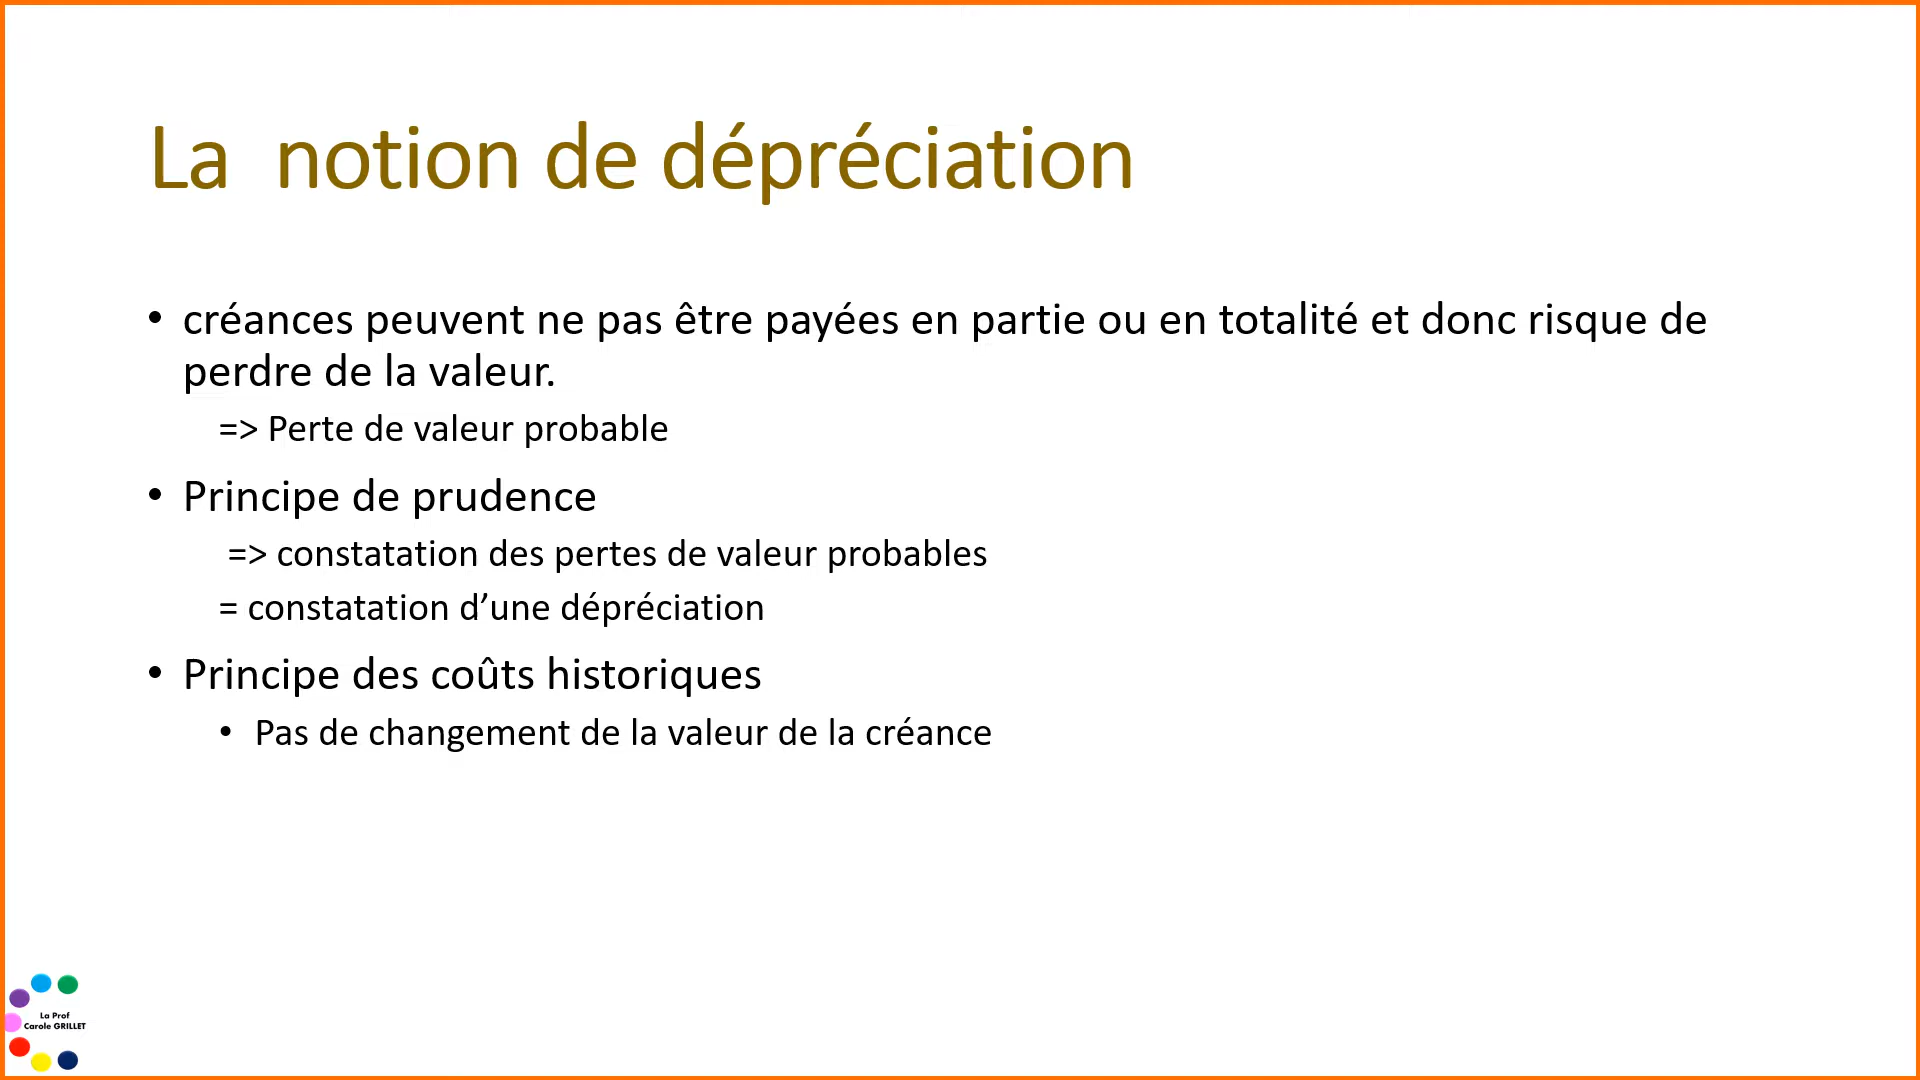 La  notion de dépréciation
• créances peuvent ne pas être payées en partie ou en totalité et donc risque de
perdre de la valeur.
=> Perte de valeur probable
• Principe de prudence
=> constatation des pertes de valeur probables
= constatation d’une dépréciation
• Principe des coûts historiques
• Pas de changement de la valeur de la créance
La Prof
Carole GRILLET